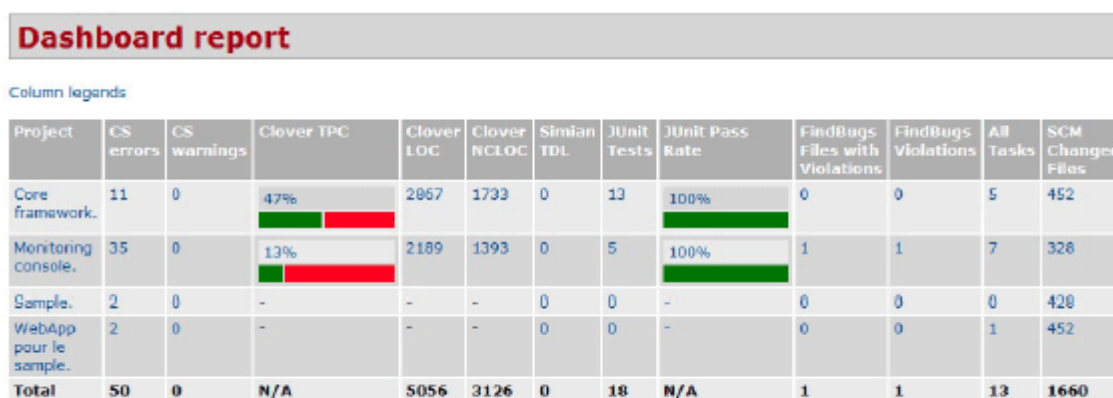 Dashboard report
Column legends
Project CS errors CS warnings Clover TPC Clover LOC Clover NCLOC Simian TDL JUnit Tests JUnit Pass Rate FindBugs Files with Violations FindBugs Violations All Tasks SCM Changed Files
Core framework. 11 0 47% 2867 1733 0 13 100% 0 0 5 452
Monitoring console. 35 0 13% 2189 1393 0 5 100% 1 1 7 328
Sample. 2 0 - - - 0 0 - 0 0 0 428
WebApp pour le sample. 2 0 - - - 0 0 - 0 0 1 452
Total 50 0 N/A 5056 3126 0 18 N/A 1 1 13 1660